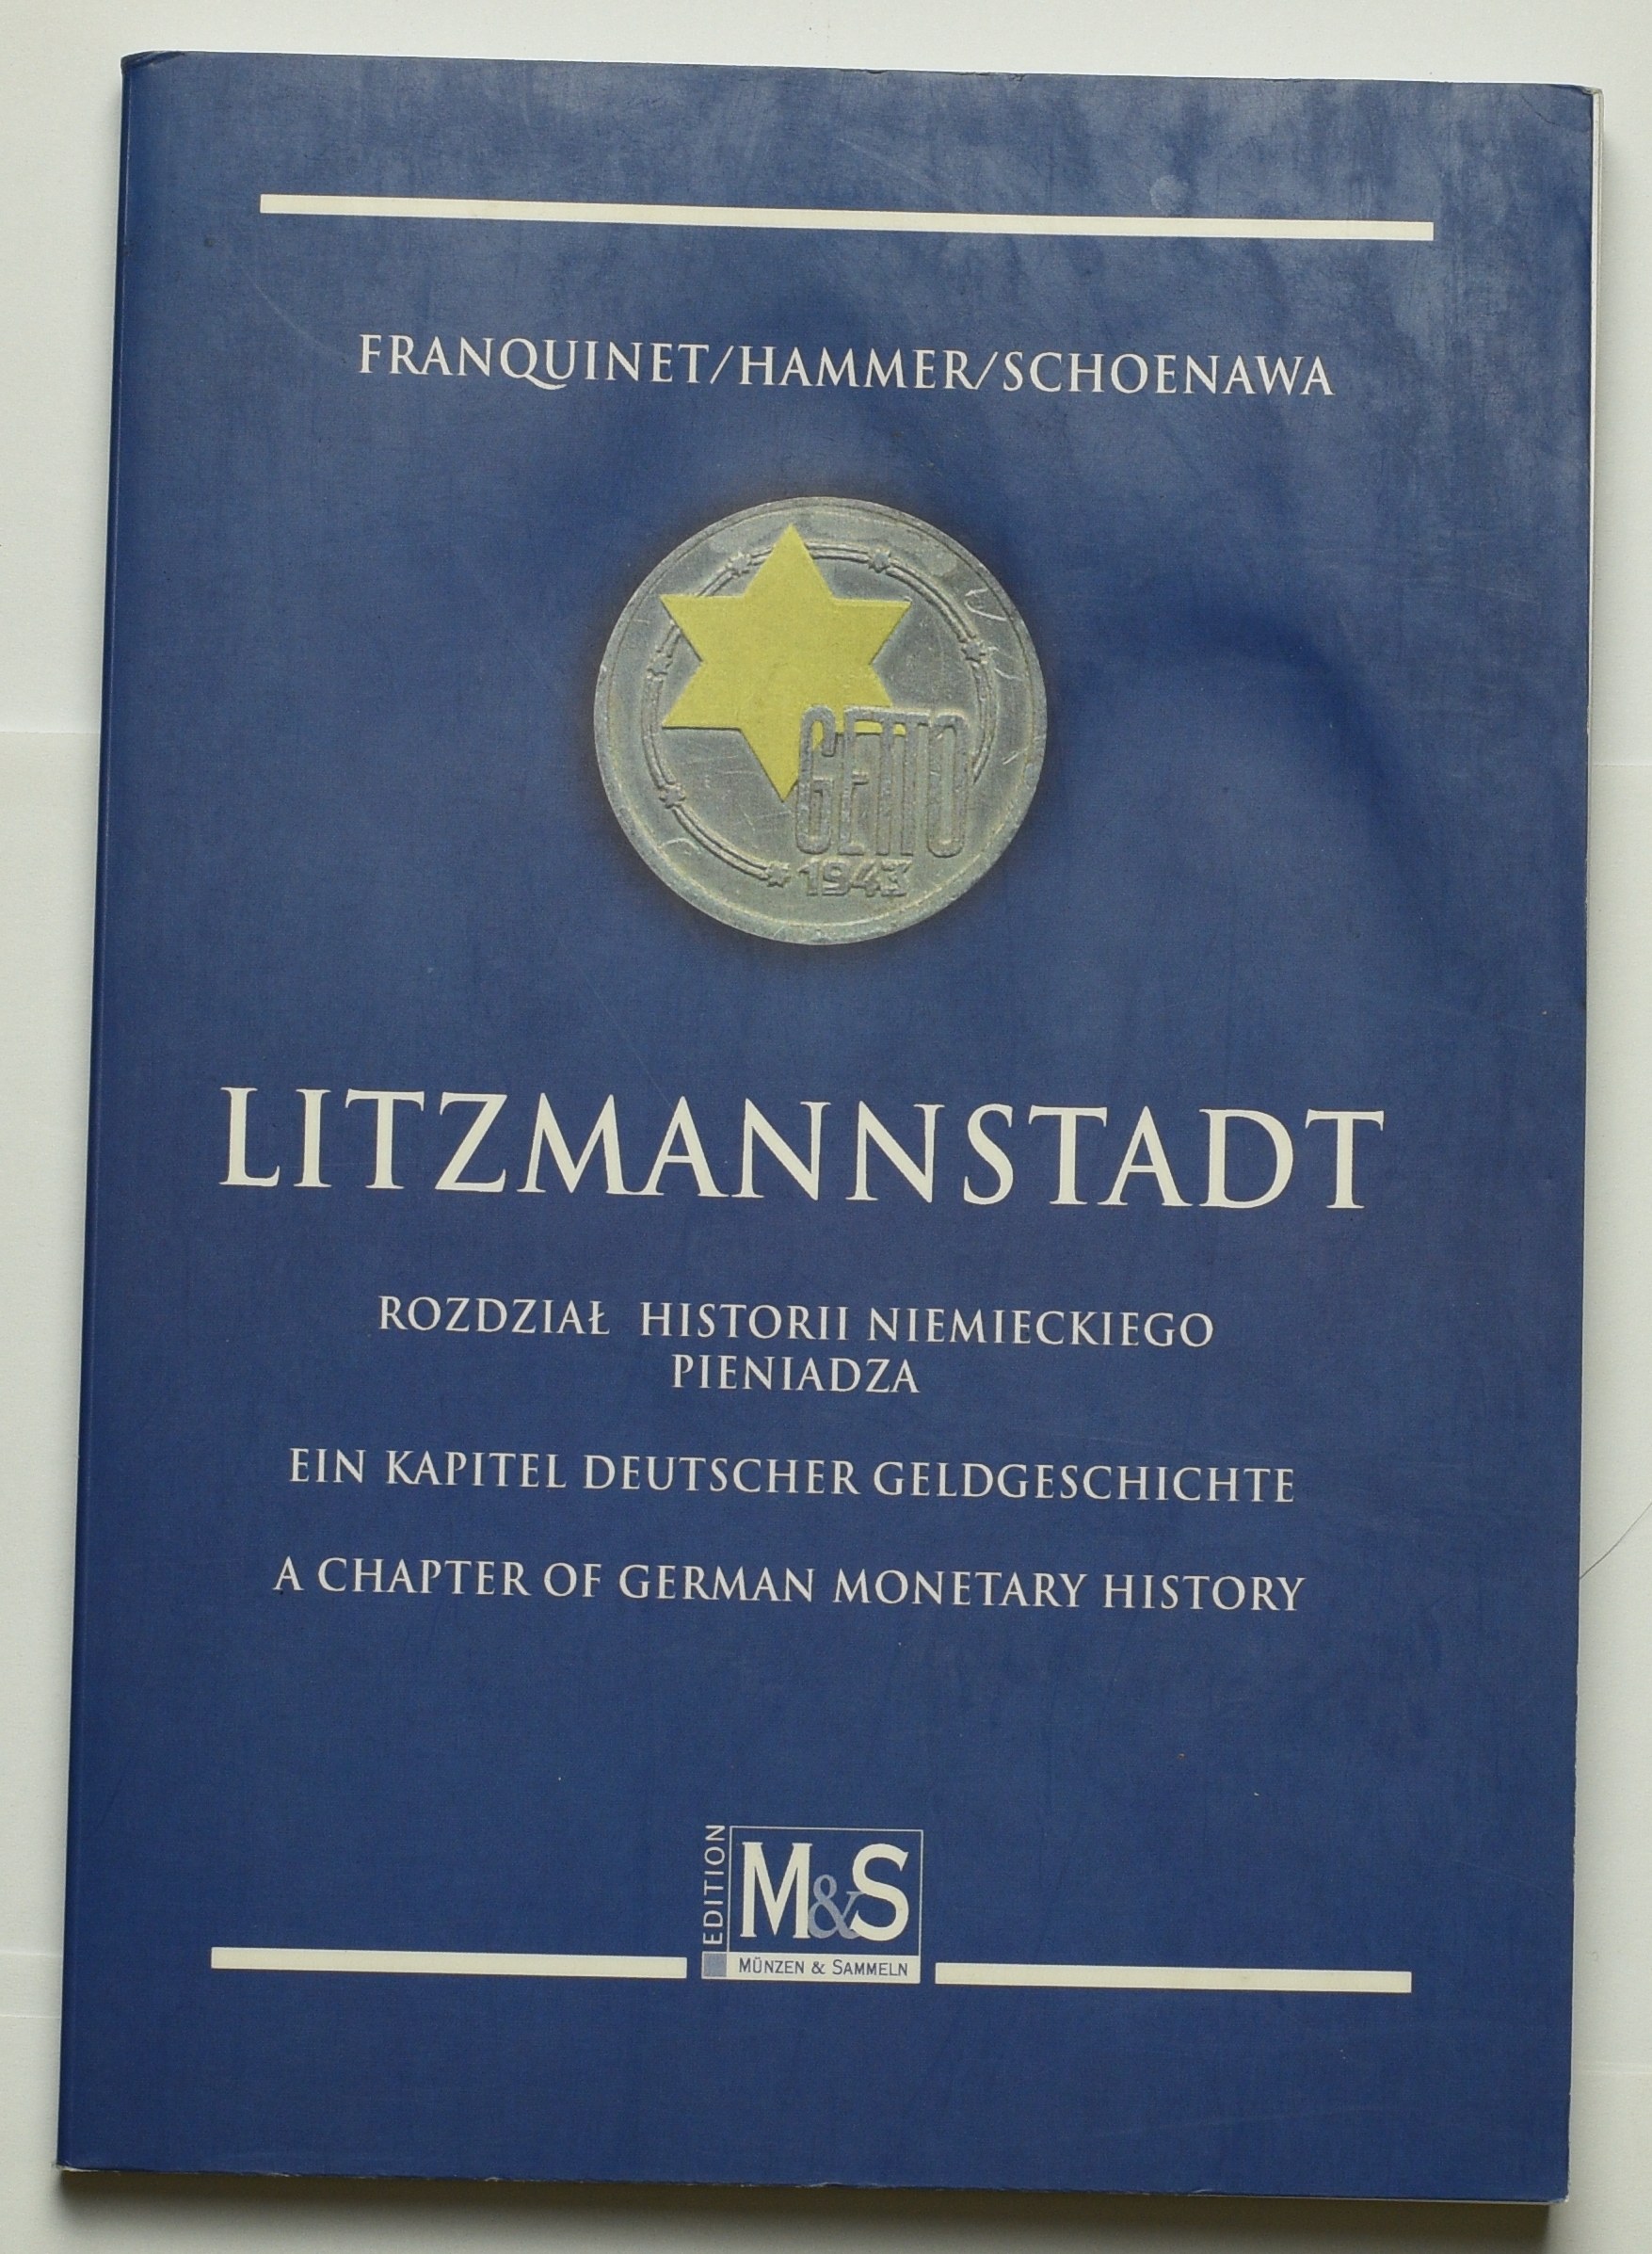 FRANQUINET/HAMMER/SCHOENAWA
GETTO
1943
LITZMANNSTADT
ROZDZIAŁ HISTORII NIEMIECKIEGO
PIENIADZA
EIN KAPITEL DEUTSCHER GELDGESCHICHTE
A CHAPTER OF GERMAN MONETARY HISTORY
EDITION
M&S
MÜNZEN & SAMMELN